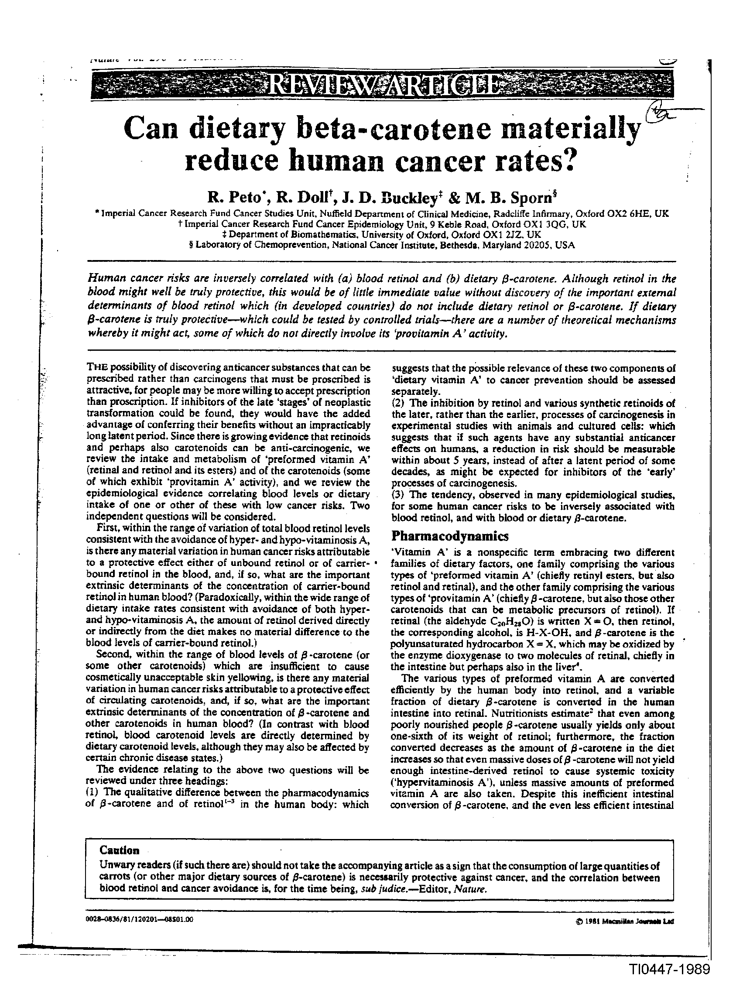 REVIEW ARTICLE
Can dietary beta-carotene materially
reduce human cancer rates?
R. Peto*, R. Doll†, J. D. Buckley‡ & M. B. Sporn§
* Imperial Cancer Research Fund Cancer Studies Unit, Nuffield Department of Clinical Medicine, Radcliffe Infirmary, Oxford OX2 6HE, UK
† Imperial Cancer Research Fund Cancer Epidemiology Unit, 9 Keble Road, Oxford OX1 3QG, UK
‡ Department of Biomathematics, University of Oxford, Oxford OX1 2JZ, UK
§ Laboratory of Chemoprevention, National Cancer Institute, Bethesda, Maryland 20205, USA
Human cancer risks are inversely correlated with (a) blood retinol and (b) dietary β-carotene. Although retinol in the
blood might well be truly protective, this would be of little immediate value without discovery of the important external
determinants of blood retinol which (in developed countries) do not include dietary retinol or β-carotene. If dietary
β-carotene is truly protective—which could be tested by controlled trials—there are a number of theoretical mechanisms
whereby it might act, some of which do not directly involve its 'provitamin A' activity.
THE possibility of discovering anticancer substances that can be
prescribed rather than carcinogens that must be proscribed is
attractive, for people may be more willing to accept prescription
than proscription. If inhibitors of the late 'stages' of neoplastic
transformation could be found, they would have the added
advantage of conferring their benefits without an impracticably
long latent period. Since there is growing evidence that retinoids
and perhaps also carotenoids can be anti-carcinogenic, we
review the intake and metabolism of 'preformed vitamin A'
(retinal and retinol and its esters) and of the carotenoids (some
of which exhibit 'provitamin A' activity), and we review the
epidemiological evidence correlating blood levels or dietary
intake of one or other of these with low cancer rates. Two
independent questions will be considered.
First, within the range of variation of total blood retinol levels
consistent with the avoidance of hyper- and hypo-vitaminosis A,
is there any material variation in human cancer risks attributable
to a protective effect either of unbound retinol or of carrier-
bound retinol in the blood, and, if so, what are the important
extrinsic determinants of the concentration of carrier-bound
retinol in human blood? (Paradoxically, within the wide range of
dietary intake rates consistent with avoidance of both hyper-
and hypo-vitaminosis A, the amount of retinol derived directly
or indirectly from the diet makes no material difference to the
blood levels of carrier-bound retinol.)
Second, within the range of blood levels of β-carotene (or
some other carotenoids) which are insufficient to cause
cosmetically unacceptable skin yellowing, is there any material
variation in human cancer risks attributable to a protective effect
of circulating carotenoids, and, if so, what are the important
extrinsic determinants of the concentration of β-carotene and
other carotenoids in human blood? (In contrast with blood
retinol, blood carotenoid levels are directly determined by
dietary carotenoid levels, although they may also be affected by
certain chronic disease states.)
The evidence relating to the above two questions will be
reviewed under three headings:
(1) The qualitative difference between the pharmacodynamics
of β-carotene and of retinol¹⁻³ in the human body: which
suggests that the possible relevance of these two components of
'dietary vitamin A' to cancer prevention should be assessed
separately.
(2) The inhibition by retinol and various synthetic retinoids of
the later, rather than the earlier, processes of carcinogenesis in
experimental studies with animals and cultured cells: which
suggests that if such agents have any substantial anticancer
effects on humans, a reduction in risk should be measurable
within about 5 years, instead of after a latent period of some
decades, as might be expected for inhibitors of the 'early'
processes of carcinogenesis.
(3) The tendency, observed in many epidemiological studies,
for some human cancer risks to be inversely associated with
blood retinol, and with blood or dietary β-carotene.
Pharmacodynamics
'Vitamin A' is a nonspecific term embracing two different
families of dietary factors, one family comprising the various
types of 'preformed vitamin A' (chiefly retinyl esters, but also
retinol and retinal), and the other family comprising the various
types of 'provitamin A' (chiefly β-carotene, but also those other
carotenoids that can be metabolic precursors of retinol). If
retinal (the aldehyde C₂₀H₂₈O) is written X=O, then retinol,
the corresponding alcohol, is H-X-OH, and β-carotene is the
polyunsaturated hydrocarbon X=X, which may be oxidized by
the enzyme dioxygenase to two molecules of retinal, chiefly in
the intestine but perhaps also in the liver⁴.
The various types of preformed vitamin A are converted
efficiently by the human body into retinol, and a variable
fraction of dietary β-carotene is converted in the human
intestine into retinal. Nutritionists estimate² that even among
poorly nourished people β-carotene usually yields only about
one-sixth of its weight of retinol; furthermore, the fraction
converted decreases as the amount of β-carotene in the diet
increases so that even massive doses of β-carotene will not yield
enough intestine-derived retinol to cause systemic toxicity
('hypervitaminosis A'), unless massive amounts of preformed
vitamin A are also taken. Despite this inefficient intestinal
conversion of β-carotene, and the even less efficient intestinal
Caution
Unwary readers (if such there are) should not take the accompanying article as a sign that the consumption of large quantities of
carrots (or other major dietary sources of β-carotene) is necessarily protective against cancer, and the correlation between
blood retinol and cancer avoidance is, for the time being, sub judice.—Editor, Nature.
0028-0836/81/120201—08$01.00
© 1981 Macmillan Journals Ltd
TI0447-1989